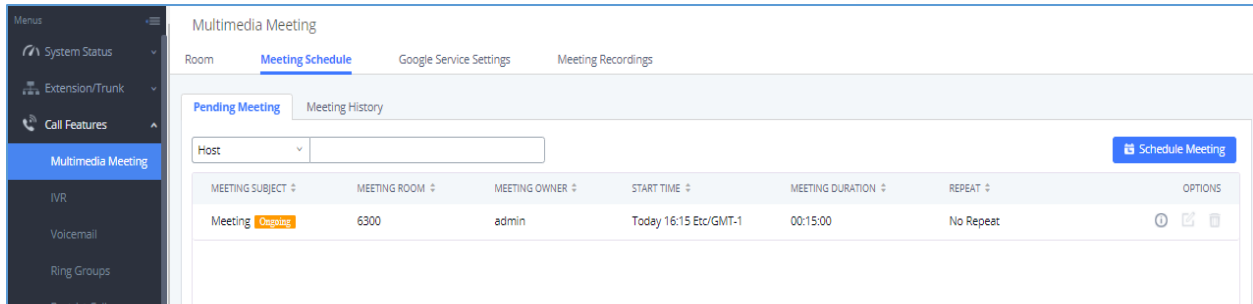 Menus
System Status
Extension/Trunk
Call Features
Multimedia Meeting
IVR
Voicemail
Ring Groups
Multimedia Meeting
Room Meeting Schedule Google Service Settings Meeting Recordings
Pending Meeting Meeting History
Host Schedule Meeting
MEETING SUBJECT MEETING ROOM MEETING OWNER START TIME MEETING DURATION REPEAT OPTIONS
Meeting Ongoing 6300 admin Today 16:15 Etc/GMT-1 00:15:00 No Repeat